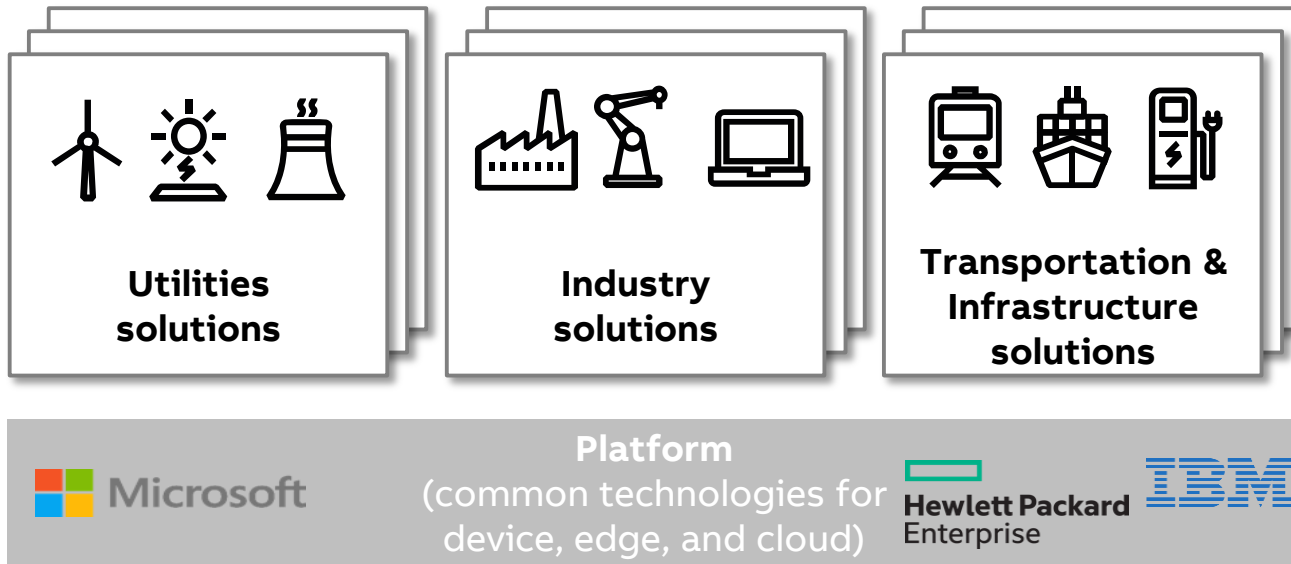 Utilities
solutions
Industry
solutions
Transportation &
Infrastructure
solutions
Microsoft
Platform
(common technologies for
device, edge, and cloud)
Hewlett Packard
Enterprise
IBM